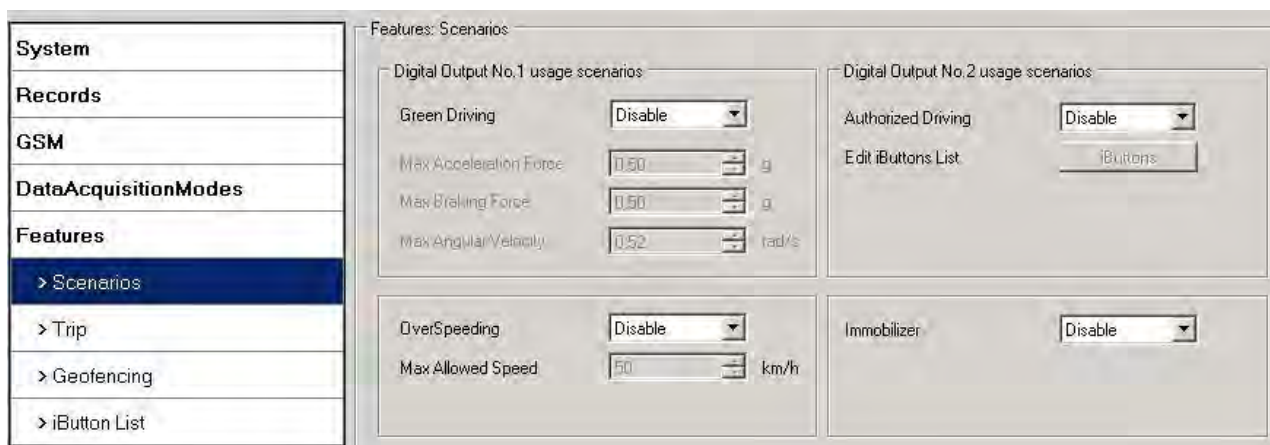 System
Records
GSM
DataAcquisitionModes
Features
> Scenarios
> Trip
> Geofencing
> iButton List
Features: Scenarios
Digital Output No.1 usage scenarios
Green Driving Disable
Max Acceleration Force 0,50 g
Max Braking Force 0,50 g
Max Angular Velocity 0,52 rad/s
OverSpeeding Disable
Max Allowed Speed 50 km/h
Digital Output No.2 usage scenarios
Authorized Driving Disable
Edit iButtons List iButtons
Immobilizer Disable